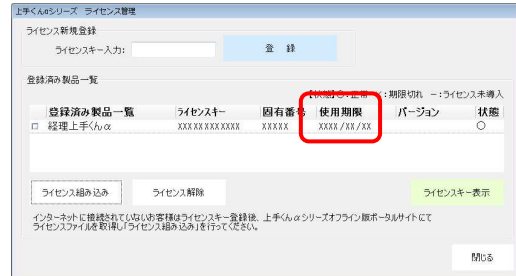 上手くんαシリーズ ライセンス管理
ライセンス新規登録
ライセンスキー入力:
登 録
登録済み製品一覧
○:正常 :期限切れ －:ライセンス未導入
登録済み製品一覧 ライセンスキー 固有番号 使用期限 バージョン 状態
経理上手くんα XXXXXXXXXXXX XXXXX XXXX/XX/XX ○
ライセンス組み込み ライセンス解除 ライセンスキー表示
インターネットに接続されていないお客様はライセンスキー登録後、上手くんαシリーズオフライン版ポータルサイトにて
ライセンスファイルを取得し「ライセンス組み込み」を行ってください。
閉じる